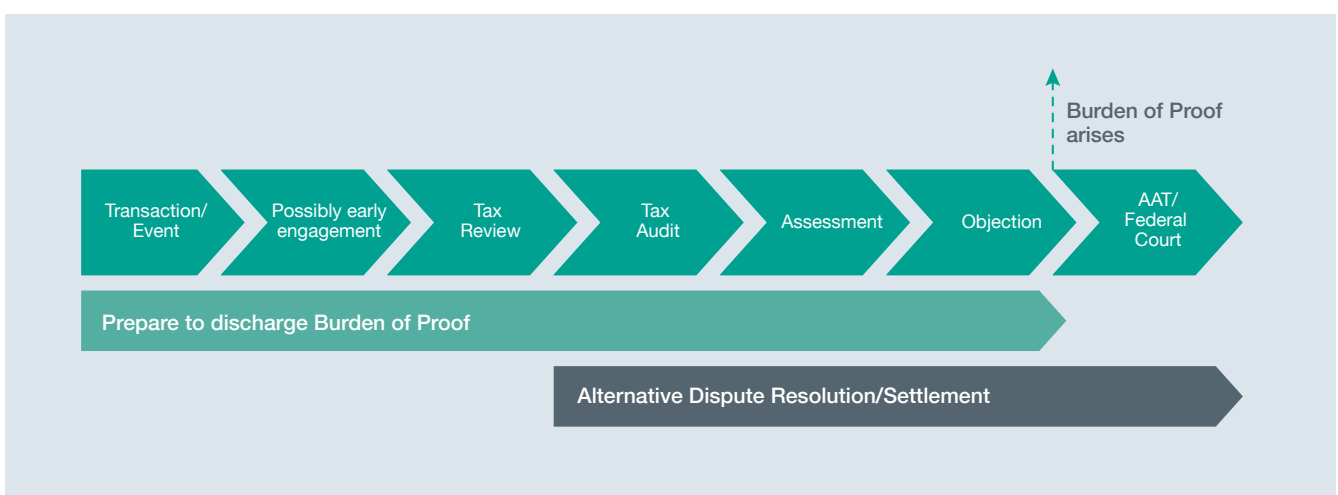 Burden of Proof
arises
Transaction/
Event
Possibly early
engagement
Tax
Review
Tax
Audit
Assessment
Objection
AAT/
Federal
Court
Prepare to discharge Burden of Proof
Alternative Dispute Resolution/Settlement